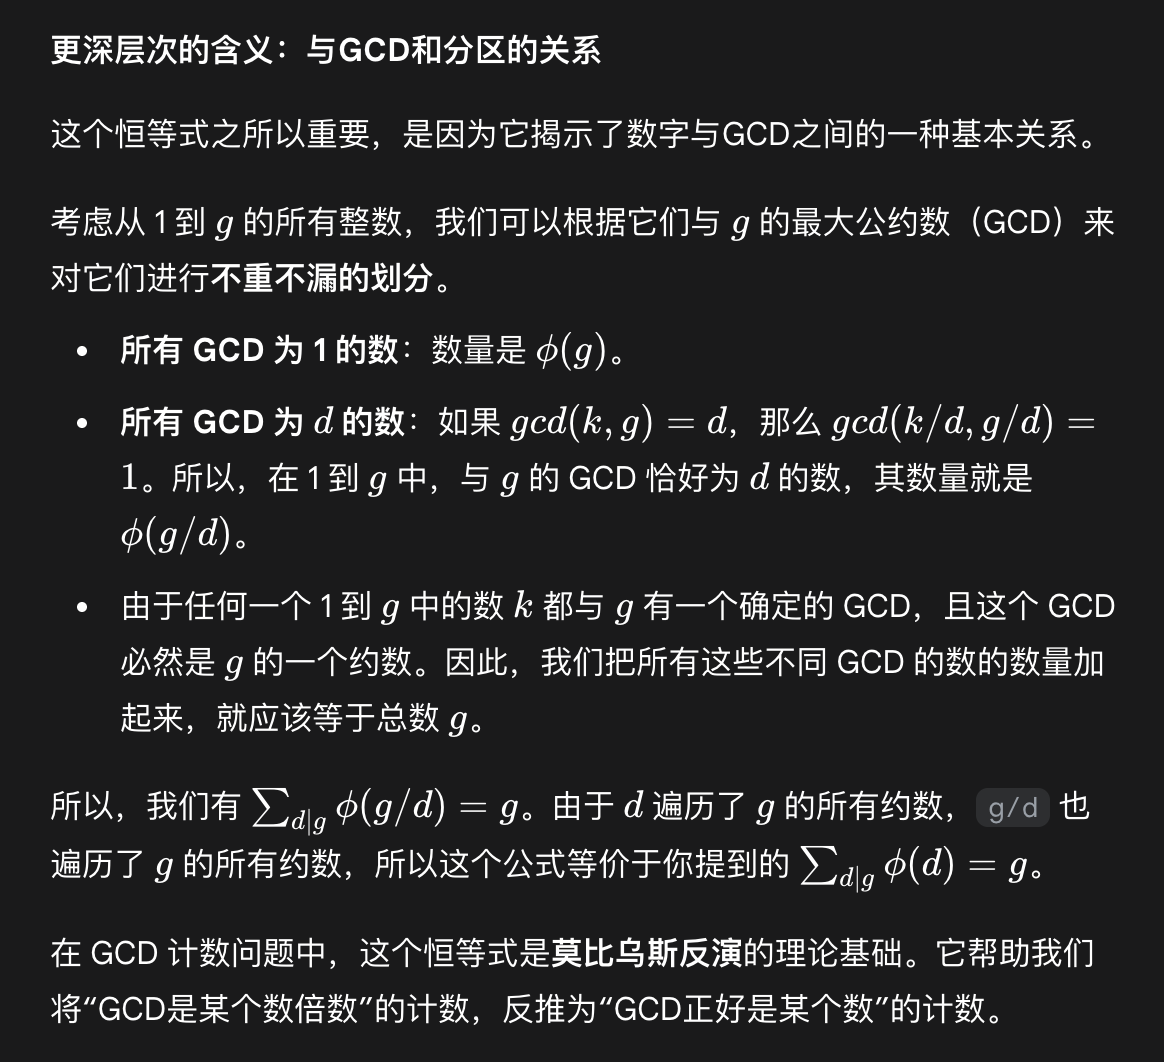 更深层次的含义：与GCD和分区的关系
这个恒等式之所以重要，是因为它揭示了数字与GCD之间的一种基本关系。
考虑从 1 到 g 的所有整数，我们可以根据它们与 g 的最大公约数（GCD）来
对它们进行不重不漏的划分。
• 所有 GCD 为 1 的数：数量是 ϕ(g)。
• 所有 GCD 为 d 的数：如果 gcd(k, g) = d，那么 gcd(k/d, g/d) =
1。所以，在 1 到 g 中，与 g 的 GCD 恰好为 d 的数，其数量就是
ϕ(g/d)。
• 由于任何一个 1 到 g 中的数 k 都与 g 有一个确定的 GCD，且这个 GCD
必然是 g 的一个约数。因此，我们把所有这些不同 GCD 的数的数量加
起来，就应该等于总数 g。
所以，我们有 ∑_{d|g} ϕ(g/d) = g。由于 d 遍历了 g 的所有约数， g/d 也
遍历了 g 的所有约数，所以这个公式等价于你提到的 ∑_{d|g} ϕ(d) = g。
在 GCD 计数问题中，这个恒等式是莫比乌斯反演的理论基础。它帮助我们
将“GCD是某个数倍数”的计数，反推为“GCD正好是某个数”的计数。